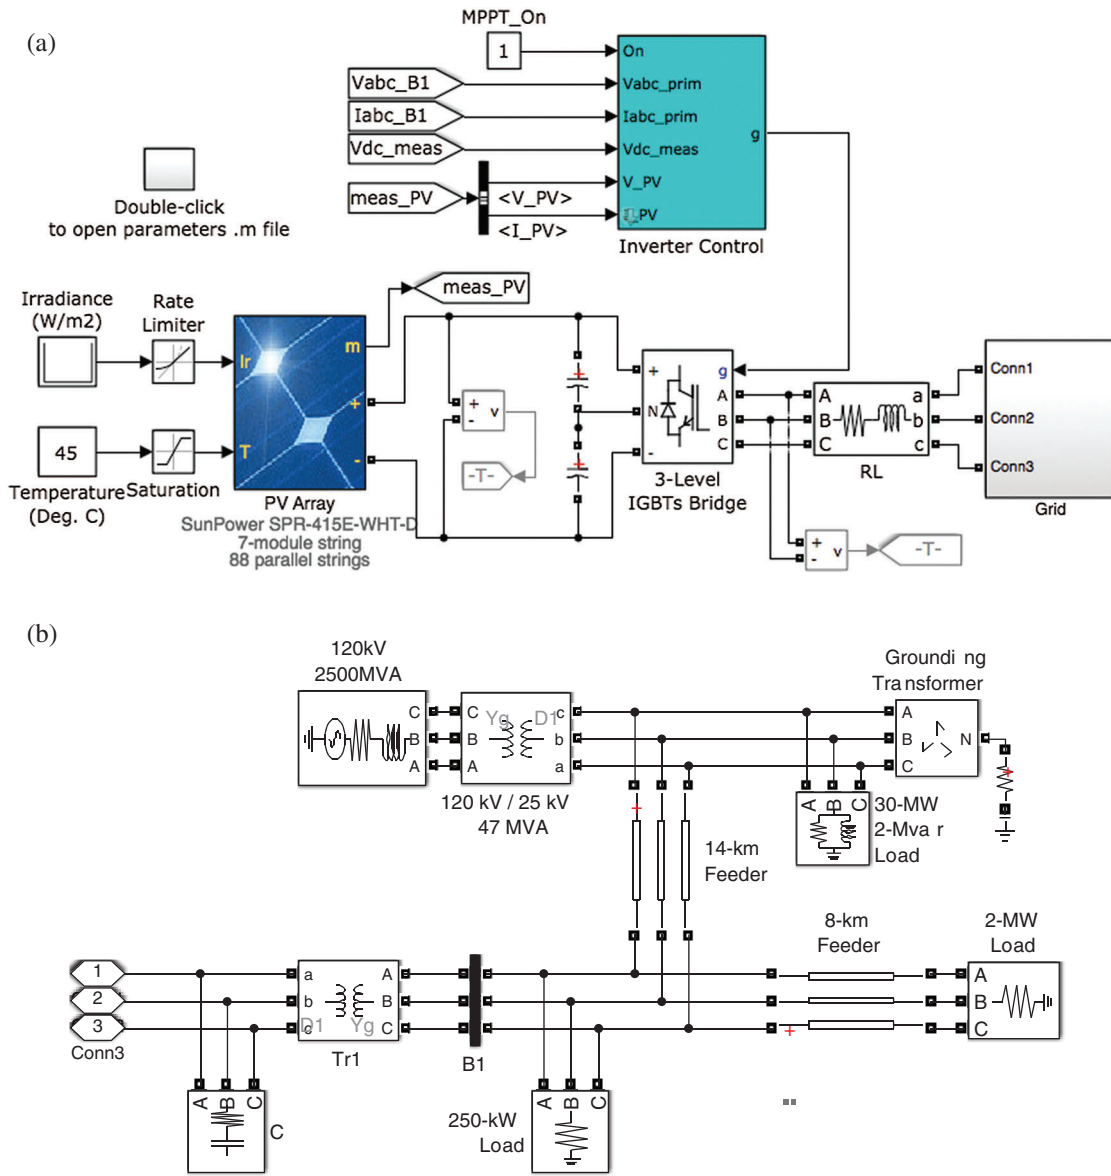 (a)
MPPT_On
1
On
Vabc_B1
Vabc_prim
Iabc_B1
Iabc_prim
g
Vdc_meas
Vdc_meas
meas_PV
<V_PV>
V_PV
<I_PV>
_PV
Inverter Control
Double-click
to open parameters .m file
meas_PV
Irradiance
(W/m2)
Rate
Limiter
Ir
m
+
T
-
45
Temperature
(Deg. C)
Saturation
PV Array
SunPower SPR-415E-WHT-D
7-module string
88 parallel strings
+
-
v
-T-
+
+
+
N
-
g
A
B
C
3-Level
IGBTs Bridge
A
B
C
a
b
c
RL
Conn1
Conn2
Conn3
Grid
+
-
v
-T-
(b)
120kV
2500MVA
C
B
A
C
B
A
Yg
D1
c
b
a
120 kV / 25 kV
47 MVA
Groundi ng
Transformer
A
B
C
N
+
+
A
B
C
30-MW
2-Mva r
Load
14-km
Feeder
8-km
Feeder
2-MW
Load
A
B
C
+
1
2
3
Conn3
a
b
c
D1
Yg
A
B
C
Tr1
B1
A
B
C
C
250-kW
Load
A
B
C